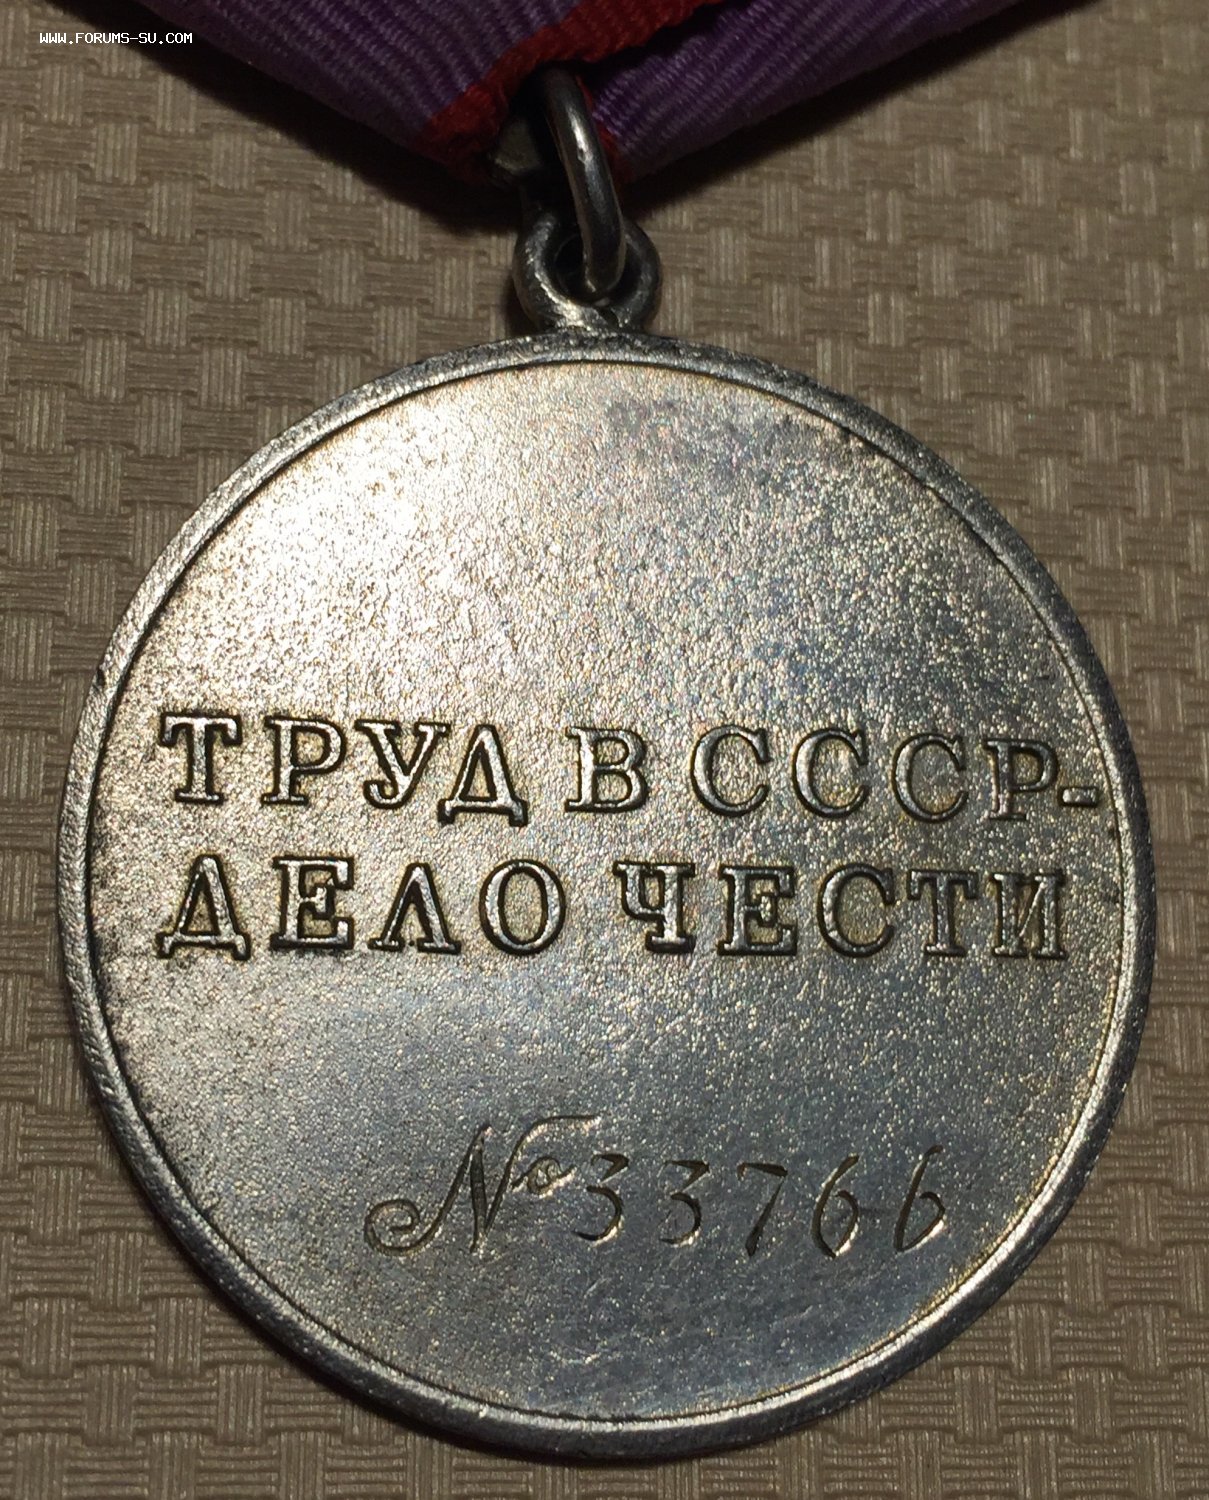 WWW.FORUMS-SU.COM
ТРУД В СССР-
ДЕЛО ЧЕСТИ
№33766